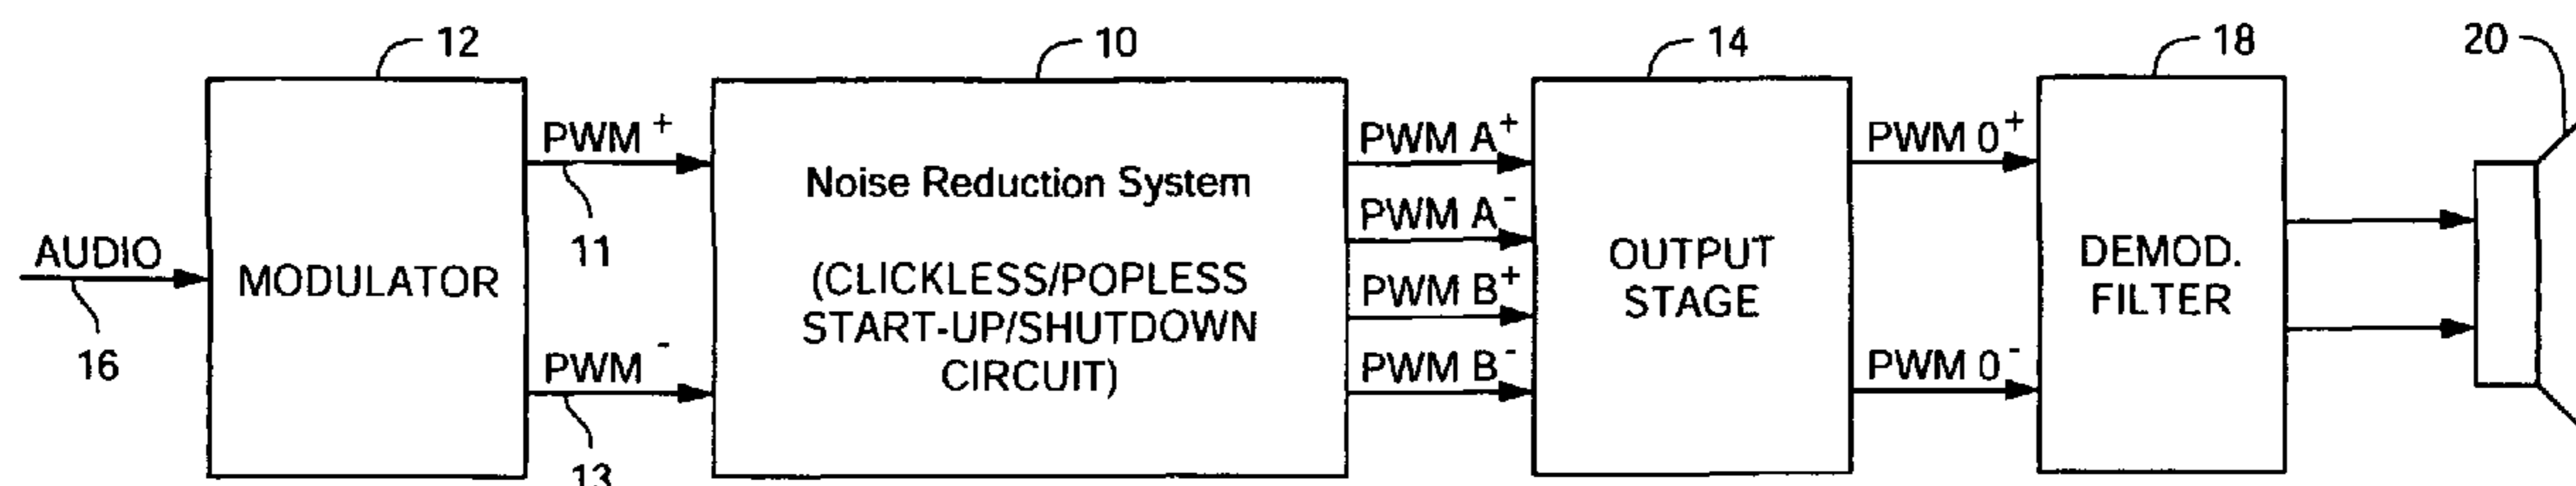 12
10
14
18
20
PWM +
PWM A+
PWM 0+
Noise Reduction System
PWM A-
11
AUDIO
MODULATOR
(CLICKLESS/POPLESS
START-UP/SHUTDOWN
CIRCUIT)
PWM B+
OUTPUT
STAGE
DEMOD.
FILTER
16
PWM -
PWM B-
PWM 0-
13